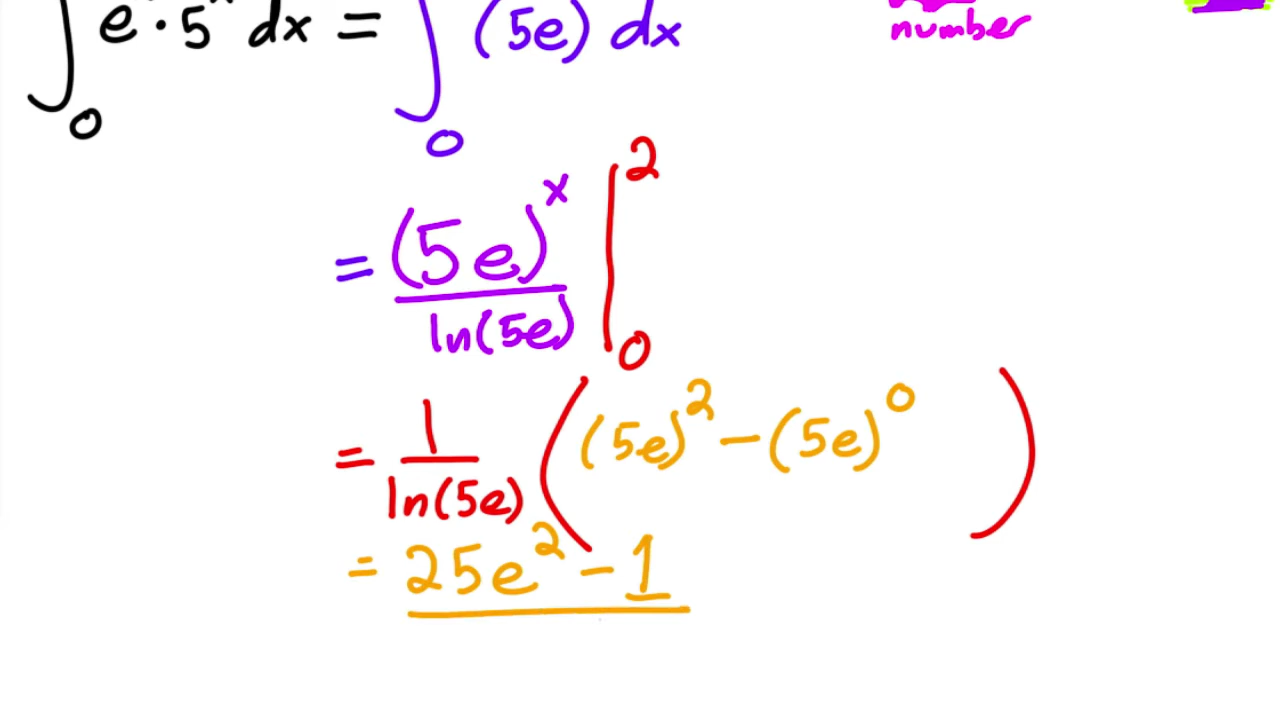 ∫₀ e·5ˣ dx = ∫₀ (5e) dx
number
= (5e)ˣ / ln(5e) |₀²
= 1/ln(5e) ((5e)² − (5e)⁰)
= 25e² − 1